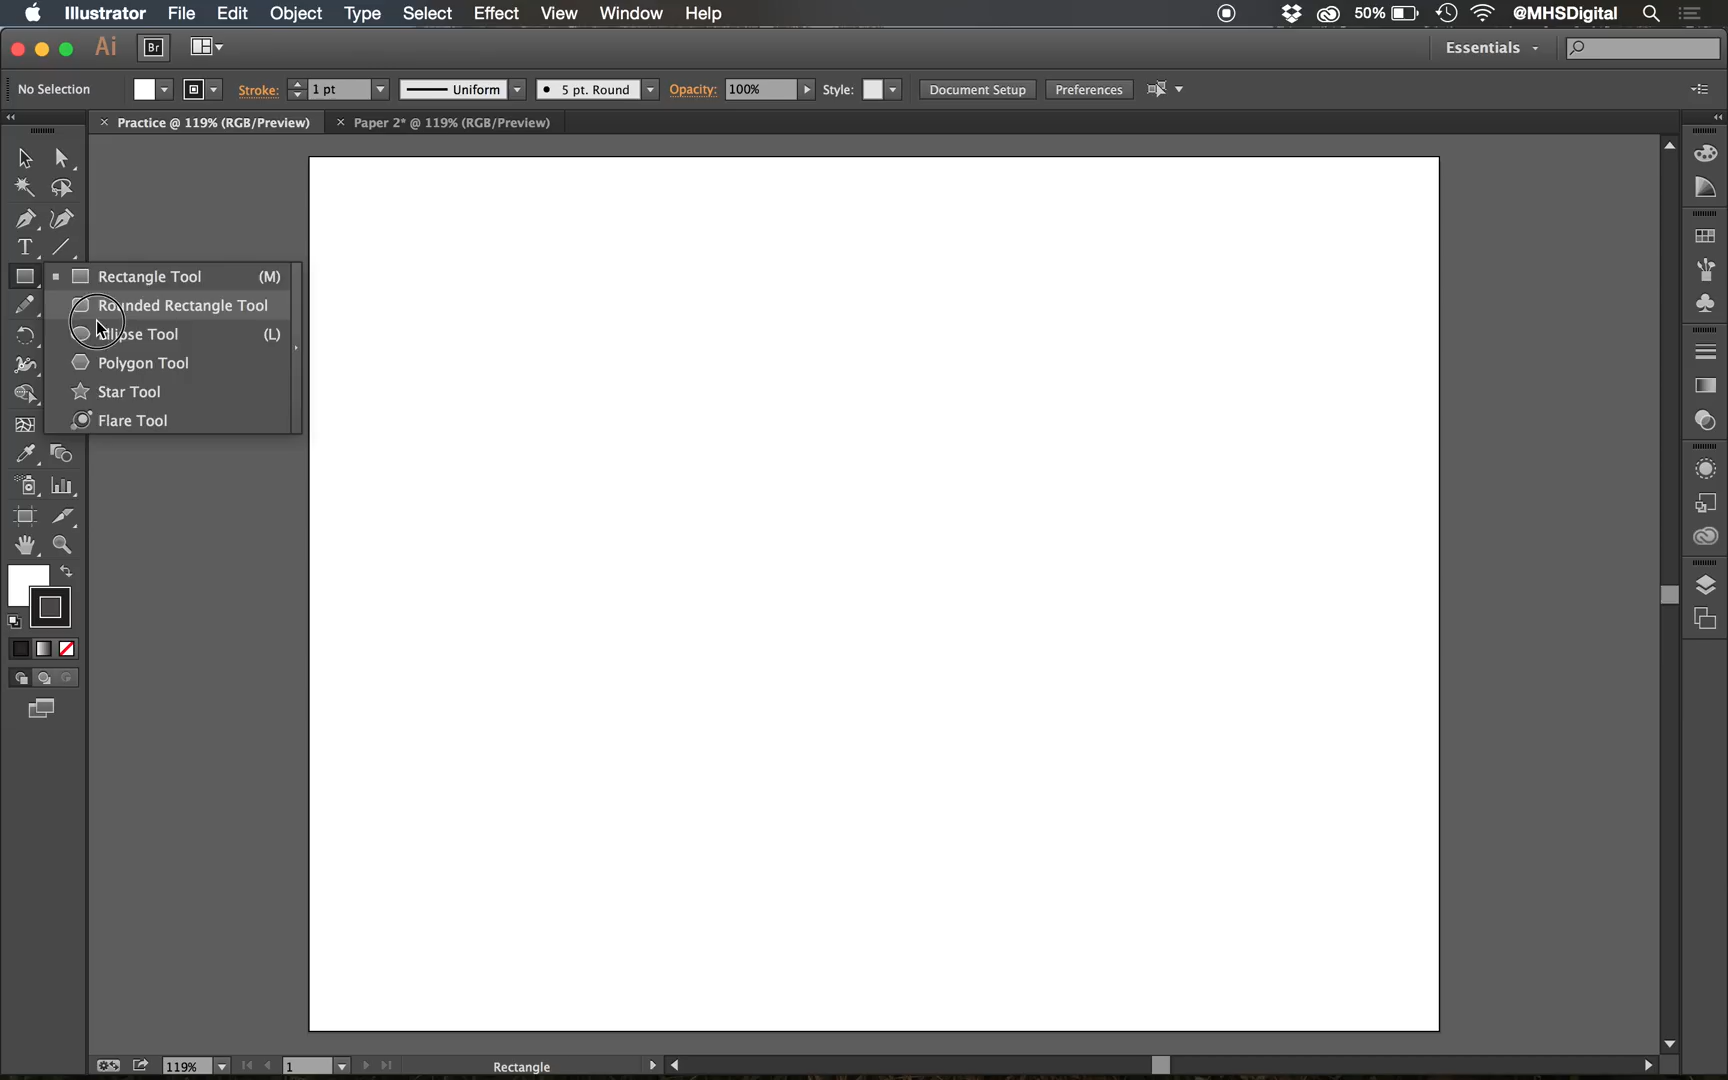 Illustrator File Edit Object Type Select Effect View Window Help 50% @MHSDigital
Ai Br Essentials
No Selection Stroke: 1 pt Uniform 5 pt. Round Opacity: 100% Style: Document Setup Preferences
× Practice @ 119% (RGB/Preview) × Paper 2* @ 119% (RGB/Preview)
T
Rectangle Tool (M)
Rounded Rectangle Tool
Ellipse Tool (L)
Polygon Tool
Star Tool
Flare Tool
119% 1 Rectangle